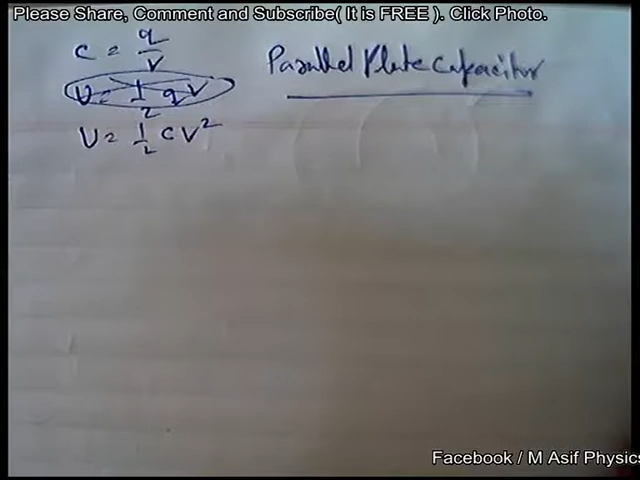 Please Share, Comment and Subscribe( It is FREE ). Click Photo.
C = q/v
Parallel Plate Capacitor
U = 1/2 qv
U = 1/2 CV²
Facebook / M Asif Physics